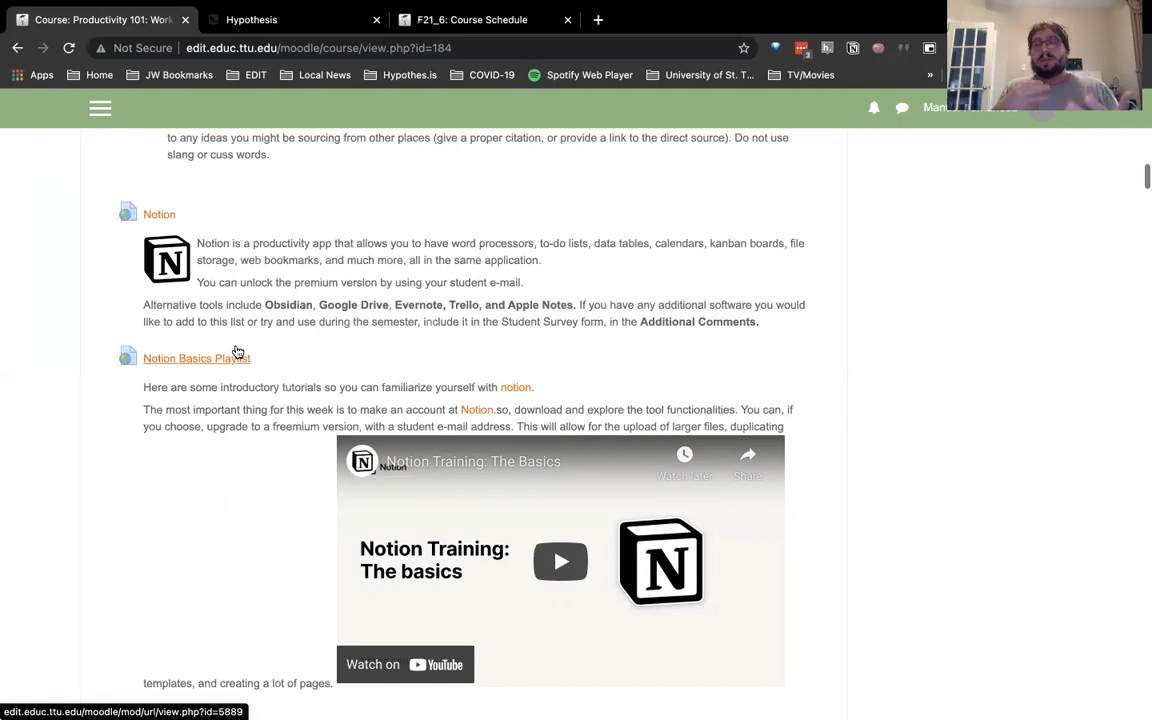 Course: Productivity 101: Work
Hypothesis
F21_6: Course Schedule
Not Secure
edit.educ.ttu.edu/moodle/course/view.php?id=184
3
Apps
Home
JW Bookmarks
EDIT
Local News
Hypothes.is
COVID-19
Spotify Web Player
University of St. T...
TV/Movies
»
to any ideas you might be sourcing from other places (give a proper citation, or provide a link to the direct source). Do not use
slang or cuss words.
Notion
Notion is a productivity app that allows you to have word processors, to-do lists, data tables, calendars, kanban boards, file
storage, web bookmarks, and much more, all in the same application.
You can unlock the premium version by using your student e-mail.
Alternative tools include Obsidian, Google Drive, Evernote, Trello, and Apple Notes. If you have any additional software you would
like to add to this list or try and use during the semester, include it in the Student Survey form, in the Additional Comments.
Notion Basics Playlist
Here are some introductory tutorials so you can familiarize yourself with notion.
The most important thing for this week is to make an account at Notion.so, download and explore the tool functionalities. You can, if
you choose, upgrade to a freemium version, with a student e-mail address. This will allow for the upload of larger files, duplicating
Notion
Notion Training: The Basics
Watch later
Share
Notion Training:
The basics
N
Watch on YouTube
templates, and creating a lot of pages.
edit.educ.ttu.edu/moodle/mod/url/view.php?id=5889